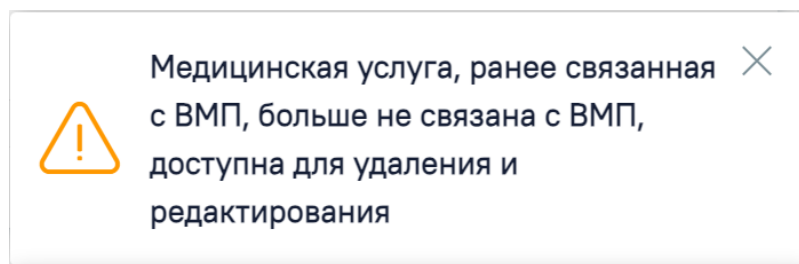 Медицинская услуга, ранее связанная
с ВМП, больше не связана с ВМП,
доступна для удаления и
редактирования